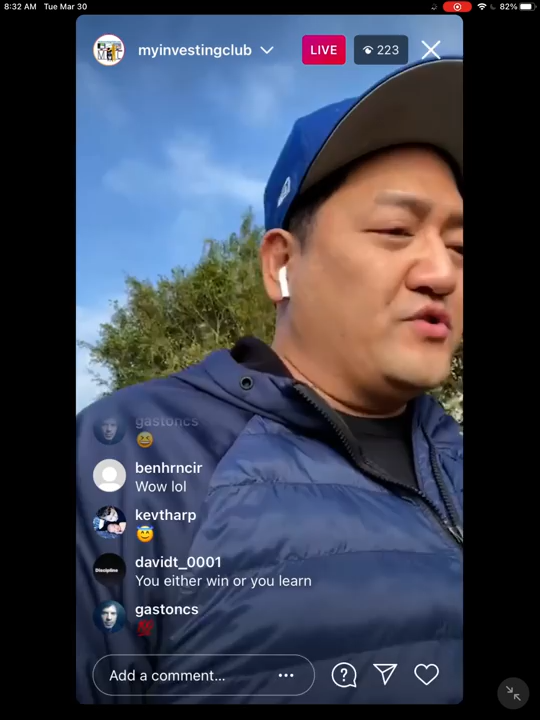 8:32 AM Tue Mar 30
82%
myinvestingclub
LIVE
223
gastoncs
😆
benhrncir
Wow lol
kevtharp
😇
davidt_0001
You either win or you learn
gastoncs
💯
Add a comment...